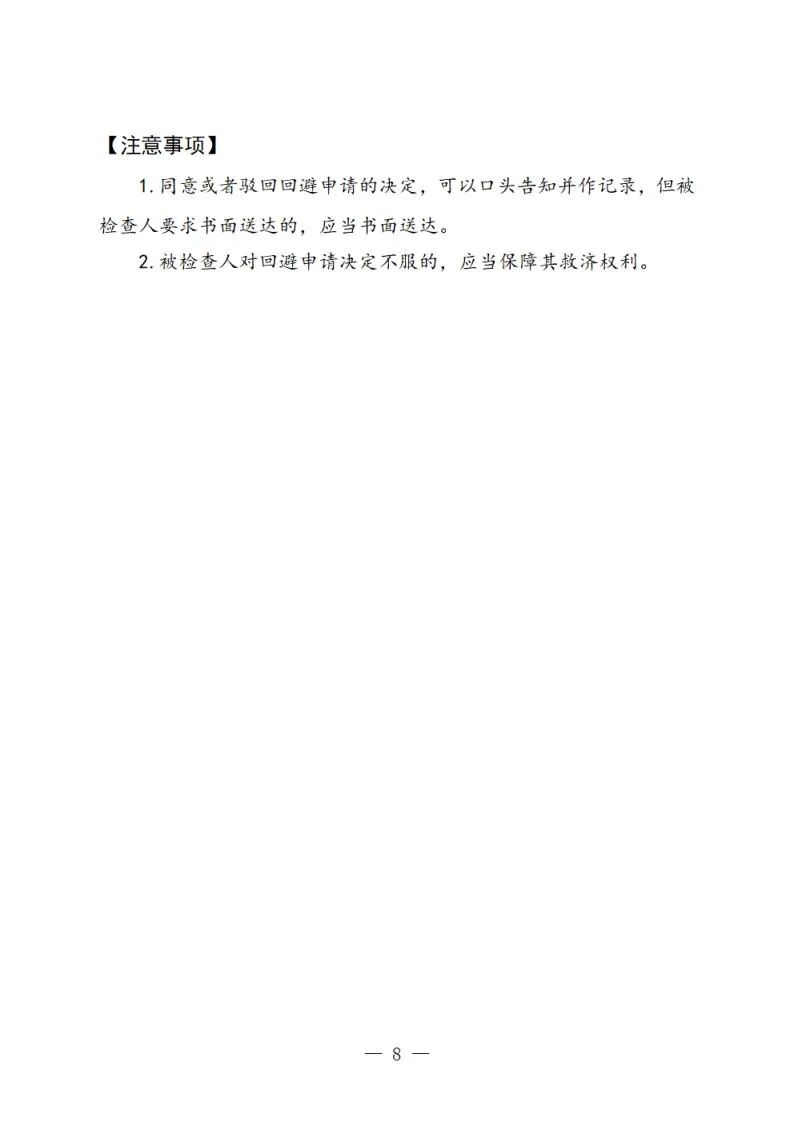 【注意事项】
1.同意或者驳回回避申请的决定，可以口头告知并作记录，但被
检查人要求书面送达的，应当书面送达。
2.被检查人对回避申请决定不服的，应当保障其救济权利。
— 8 —